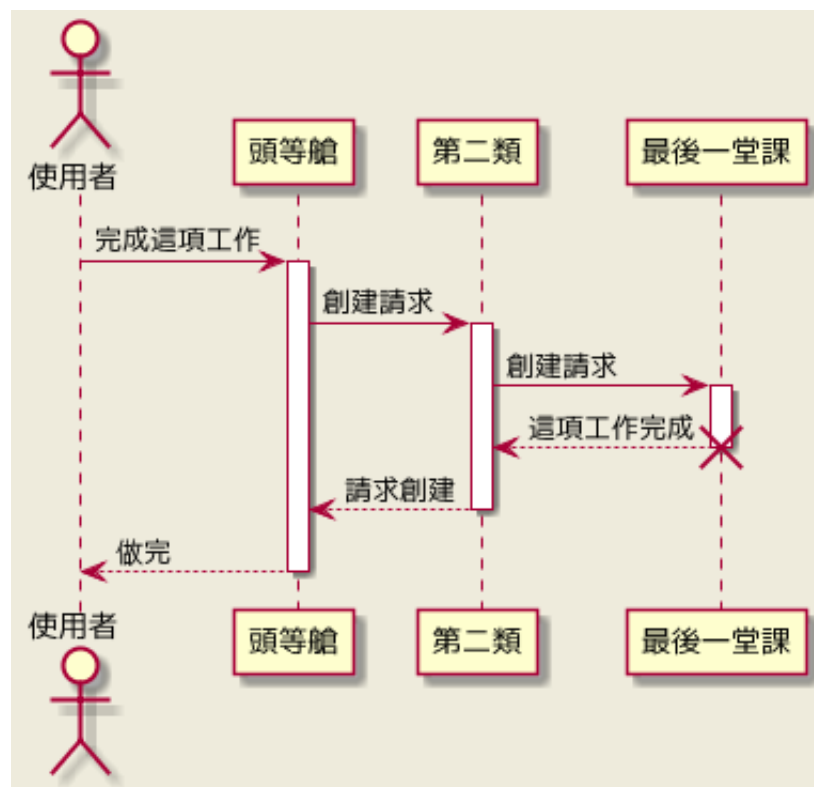 使用者
頭等艙
第二類
最後一堂課
完成這項工作
創建請求
創建請求
這項工作完成
請求創建
做完
使用者
頭等艙
第二類
最後一堂課